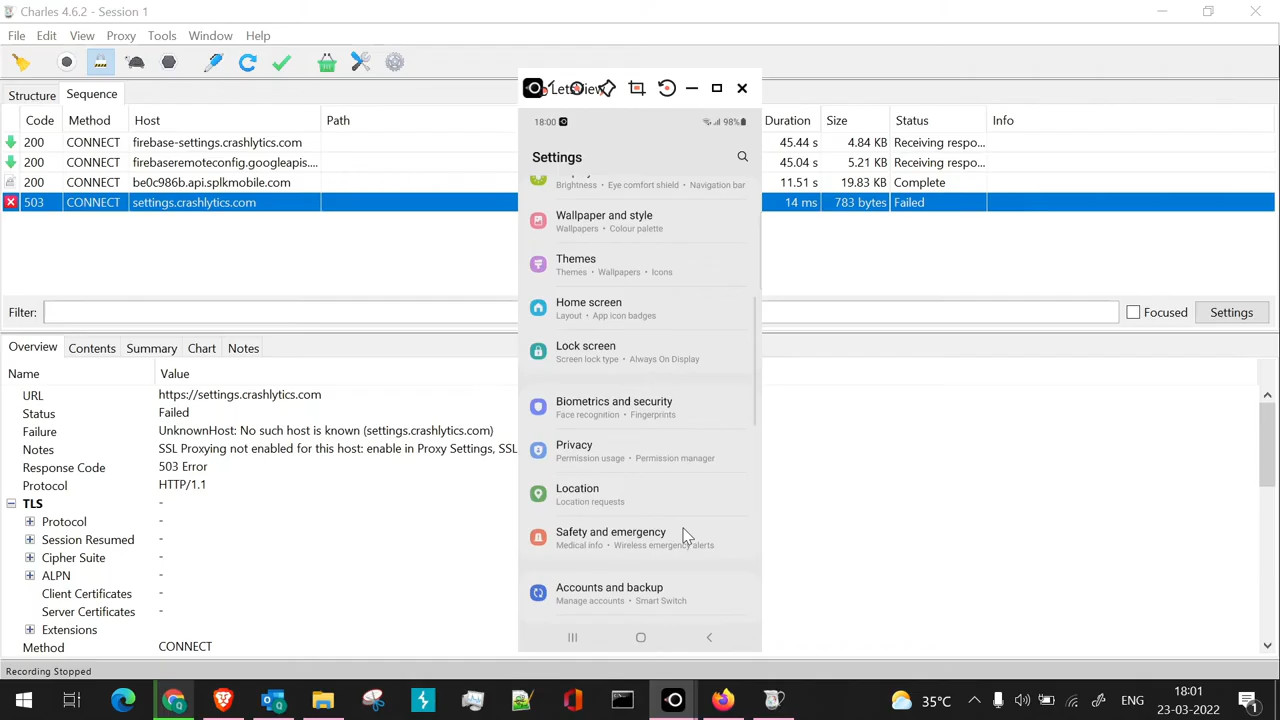 Charles 4.6.2 - Session 1
File Edit View Proxy Tools Window Help
Structure Sequence
Code Method Host Path Duration Size Status Info
200 CONNECT firebase-settings.crashlytics.com 45.44 s 4.84 KB Receiving respo...
200 CONNECT firebaseremoteconfig.googleapis.... 45.04 s 5.21 KB Receiving respo...
200 CONNECT be0c986b.api.splkmobile.com 11.51 s 19.83 KB Complete
503 CONNECT settings.crashlytics.com 14 ms 783 bytes Failed
Filter: Focused Settings
Overview Contents Summary Chart Notes
Name Value
URL https://settings.crashlytics.com
Status Failed
Failure UnknownHost: No such host is known (settings.crashlytics.com)
Notes SSL Proxying not enabled for this host: enable in Proxy Settings, SSL
Response Code 503 Error
Protocol HTTP/1.1
TLS -
Protocol -
Session Resumed -
Cipher Suite -
ALPN -
Client Certificates -
Server Certificates -
Extensions -
Method CONNECT
Recording Stopped
LetsView
18:00 98%
Settings
Brightness • Eye comfort shield • Navigation bar
Wallpaper and style
Wallpapers • Colour palette
Themes
Themes • Wallpapers • Icons
Home screen
Layout • App icon badges
Lock screen
Screen lock type • Always On Display
Biometrics and security
Face recognition • Fingerprints
Privacy
Permission usage • Permission manager
Location
Location requests
Safety and emergency
Medical info • Wireless emergency alerts
Accounts and backup
Manage accounts • Smart Switch
35°C ENG 18:01
23-03-2022
1